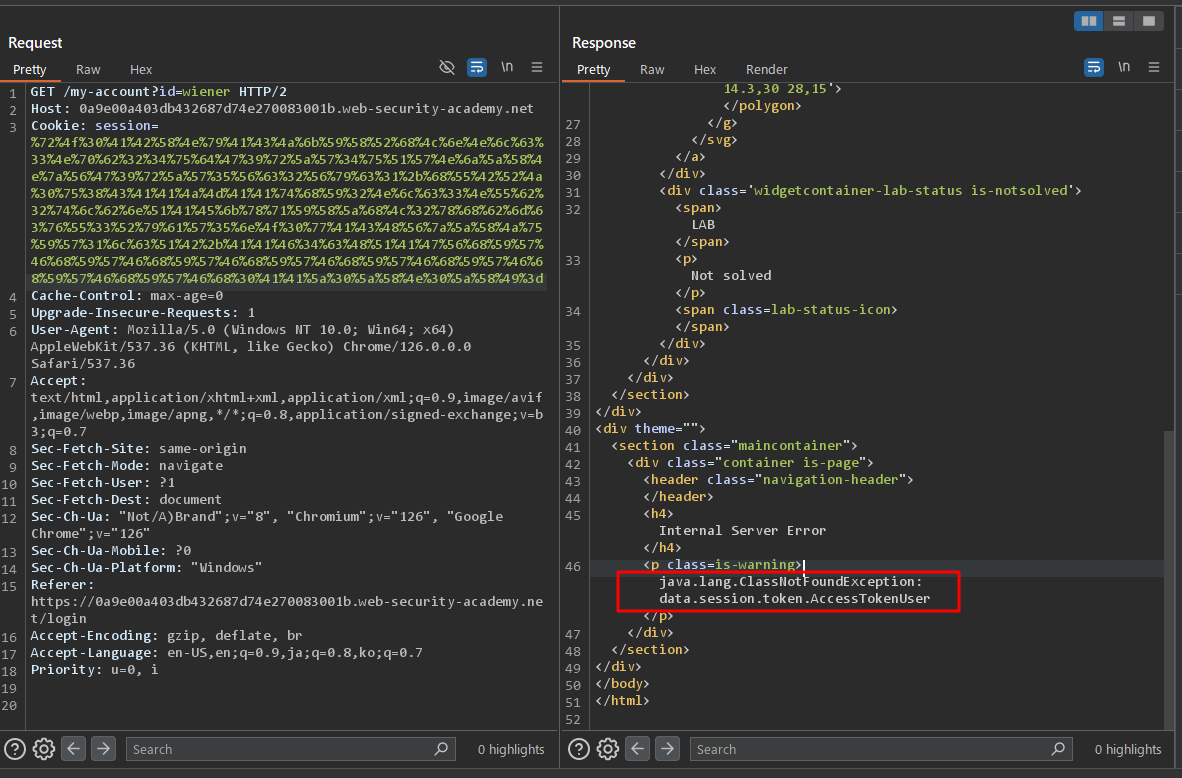 Request
Pretty Raw Hex
\n
1 GET /my-account?id=wiener HTTP/2
2 Host: 0a9e00a403db432687d74e270083001b.web-security-academy.net
3 Cookie: session=
%72%4f%30%41%42%58%4e%79%41%43%4a%6b%59%58%52%68%4c%6e%4e%6c%63%
33%4e%70%62%32%34%75%64%47%39%72%5a%57%34%75%51%57%4e%6a%5a%58%4
e%7a%56%47%39%72%5a%57%35%56%63%32%56%79%63%31%2b%68%55%42%52%4a
%30%75%38%43%41%41%4a%4d%41%41%74%68%59%32%4e%6c%63%33%4e%55%62%
32%74%6c%62%6e%51%41%45%6b%78%71%59%58%5a%68%4c%32%78%68%62%6d%6
3%76%55%33%52%79%61%57%35%6e%4f%30%77%41%43%48%56%7a%5a%58%4a%75
%59%57%31%6c%63%51%42%2b%41%41%46%34%63%48%51%41%47%56%68%59%57%
46%68%59%57%46%68%59%57%46%68%59%57%46%68%59%57%46%68%59%57%46%6
8%59%57%46%68%59%57%46%68%30%41%41%5a%30%5a%58%4e%30%5a%58%49%3d
4 Cache-Control: max-age=0
5 Upgrade-Insecure-Requests: 1
6 User-Agent: Mozilla/5.0 (Windows NT 10.0; Win64; x64)
AppleWebKit/537.36 (KHTML, like Gecko) Chrome/126.0.0.0
Safari/537.36
7 Accept:
text/html,application/xhtml+xml,application/xml;q=0.9,image/avif
,image/webp,image/apng,*/*;q=0.8,application/signed-exchange;v=b
3;q=0.7
8 Sec-Fetch-Site: same-origin
9 Sec-Fetch-Mode: navigate
10 Sec-Fetch-User: ?1
11 Sec-Fetch-Dest: document
12 Sec-Ch-Ua: "Not/A)Brand";v="8", "Chromium";v="126", "Google
Chrome";v="126"
13 Sec-Ch-Ua-Mobile: ?0
14 Sec-Ch-Ua-Platform: "Windows"
15 Referer:
https://0a9e00a403db432687d74e270083001b.web-security-academy.ne
t/login
16 Accept-Encoding: gzip, deflate, br
17 Accept-Language: en-US,en;q=0.9,ja;q=0.8,ko;q=0.7
18 Priority: u=0, i
19
20
Search
0 highlights
Response
Pretty Raw Hex Render
\n
14.3,30 28,15'>
</polygon>
27 </g>
28 </svg>
29 </a>
30 </div>
31 <div class='widgetcontainer-lab-status is-notsolved'>
32 <span>
LAB
</span>
33 <p>
Not solved
</p>
34 <span class=lab-status-icon>
</span>
35 </div>
36 </div>
37 </div>
38 </section>
39 </div>
40 <div theme="">
41 <section class="maincontainer">
42 <div class="container is-page">
43 <header class="navigation-header">
44 </header>
45 <h4>
Internal Server Error
</h4>
46 <p class=is-warning>
java.lang.ClassNotFoundException:
data.session.token.AccessTokenUser
</p>
47 </div>
48 </section>
49 </div>
50 </body>
51 </html>
52
Search
0 highlights